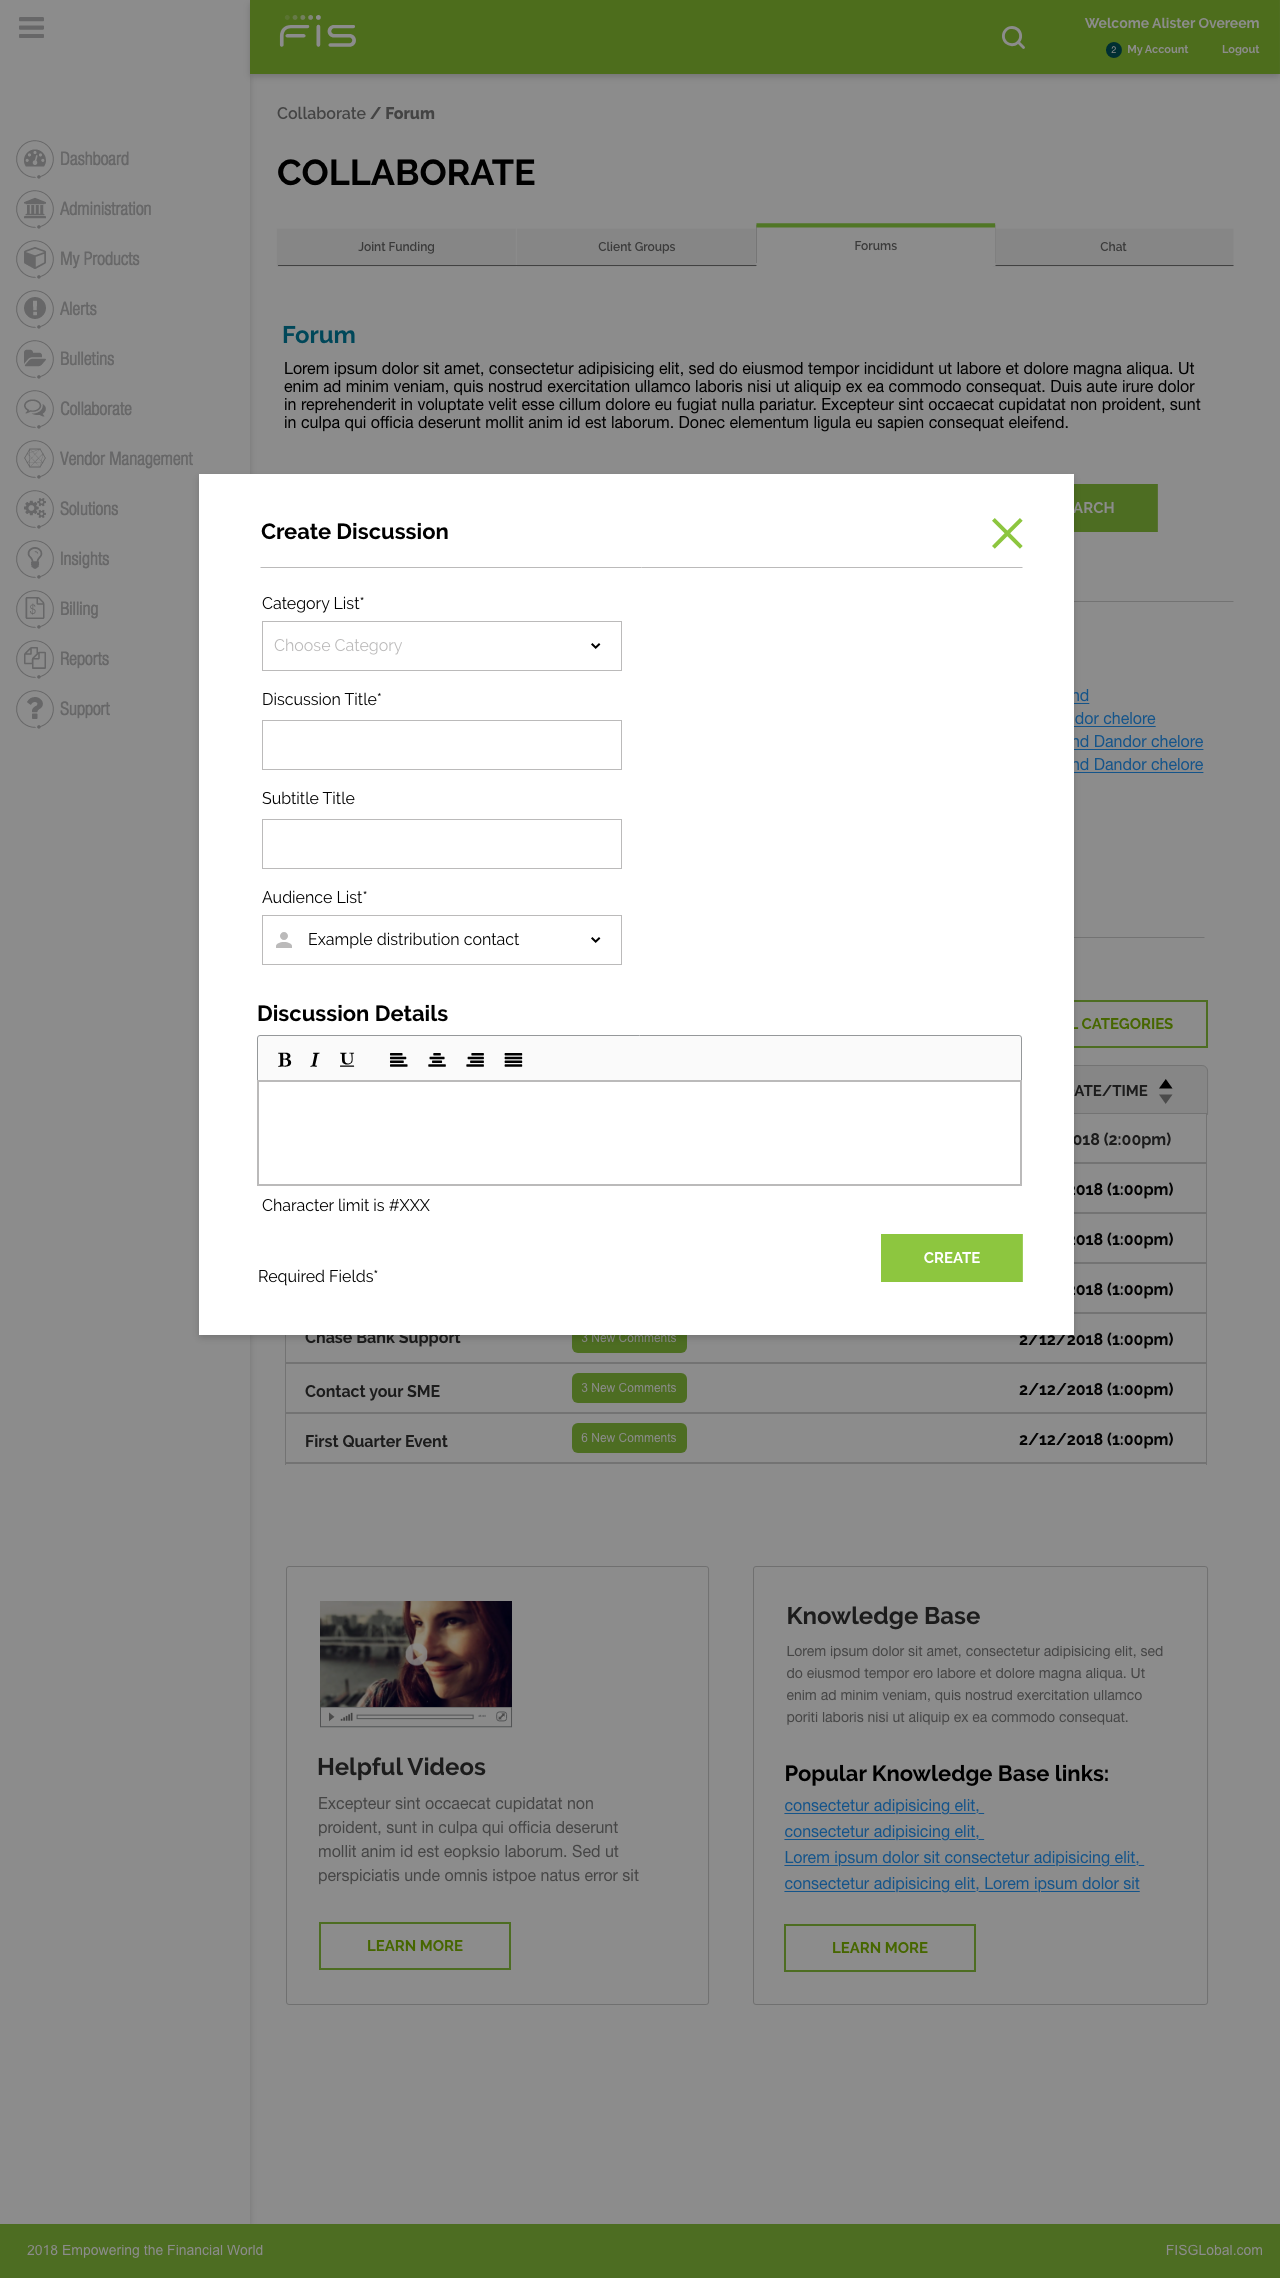 FIS
Welcome Alister Overeem
2 My Account Logout
Collaborate / Forum
COLLABORATE
Dashboard
Administration
My Products
Alerts
Bulletins
Collaborate
Vendor Management
Solutions
Insights
Billing
Reports
Support
Joint Funding Client Groups Forums Chat
Forum
Lorem ipsum dolor sit amet, consectetur adipisicing elit, sed do eiusmod tempor incididunt ut labore et dolore magna aliqua. Ut
enim ad minim veniam, quis nostrud exercitation ullamco laboris nisi ut aliquip ex ea commodo consequat. Duis aute irure dolor
in reprehenderit in voluptate velit esse cillum dolore eu fugiat nulla pariatur. Excepteur sint occaecat cupidatat non proident, sunt
in culpa qui officia deserunt mollit anim id est laborum. Donec elementum ligula eu sapien consequat eleifend.
ARCH
nd
dor chelore
nd Dandor chelore
nd Dandor chelore
Create Discussion
Category List*
Choose Category
Discussion Title*
Subtitle Title
Audience List*
Example distribution contact
Discussion Details
B I U
Character limit is #XXX
CREATE
Required Fields*
L CATEGORIES
ATE/TIME
018 (2:00pm)
2018 (1:00pm)
2018 (1:00pm)
2018 (1:00pm)
Chase Bank Support 3 New Comments 2/12/2018 (1:00pm)
Contact your SME 3 New Comments 2/12/2018 (1:00pm)
First Quarter Event 6 New Comments 2/12/2018 (1:00pm)
Helpful Videos
Excepteur sint occaecat cupidatat non
proident, sunt in culpa qui officia deserunt
mollit anim id est eopksio laborum. Sed ut
perspiciatis unde omnis istpoe natus error sit
LEARN MORE
Knowledge Base
Lorem ipsum dolor sit amet, consectetur adipisicing elit, sed
do eiusmod tempor ero labore et dolore magna aliqua. Ut
enim ad minim veniam, quis nostrud exercitation ullamco
poriti laboris nisi ut aliquip ex ea commodo consequat.
Popular Knowledge Base links:
consectetur adipisicing elit,
consectetur adipisicing elit,
Lorem ipsum dolor sit consectetur adipisicing elit,
consectetur adipisicing elit, Lorem ipsum dolor sit
LEARN MORE
2018 Empowering the Financial World
FISGLobal.com